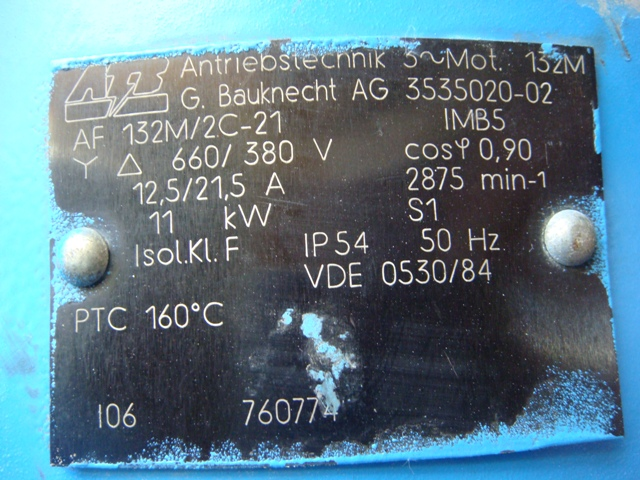 ATB Antriebstechnik 3~Mot. 132M
G. Bauknecht AG 3535020-02
AF 132M/2C-21 IMB5
Y Δ 660/380 V cosφ 0,90
12,5/21,5 A 2875 min-1
11 kW S1
Isol.Kl. F IP54 50 Hz
VDE 0530/84
PTC 160°C
106 760774